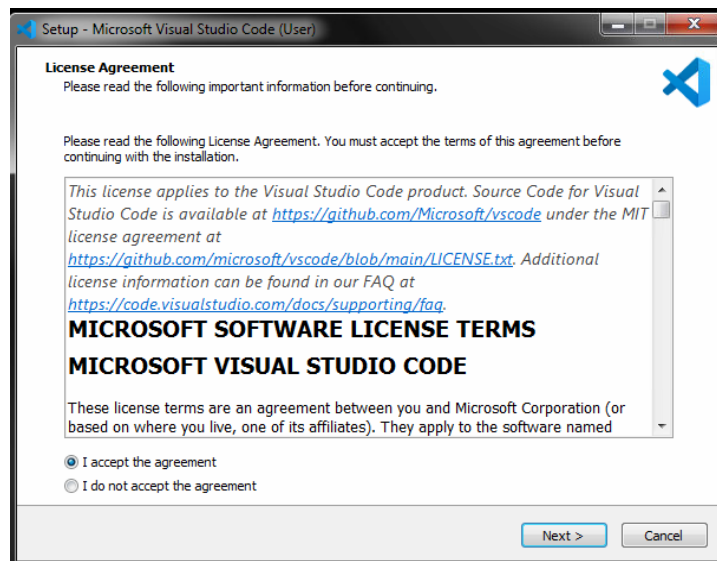 Setup - Microsoft Visual Studio Code (User)
License Agreement
Please read the following important information before continuing.
Please read the following License Agreement. You must accept the terms of this agreement before
continuing with the installation.
This license applies to the Visual Studio Code product. Source Code for Visual
Studio Code is available at https://github.com/Microsoft/vscode under the MIT
license agreement at
https://github.com/microsoft/vscode/blob/main/LICENSE.txt. Additional
license information can be found in our FAQ at
https://code.visualstudio.com/docs/supporting/faq.
MICROSOFT SOFTWARE LICENSE TERMS
MICROSOFT VISUAL STUDIO CODE
These license terms are an agreement between you and Microsoft Corporation (or
based on where you live, one of its affiliates). They apply to the software named
I accept the agreement
I do not accept the agreement
Next >
Cancel